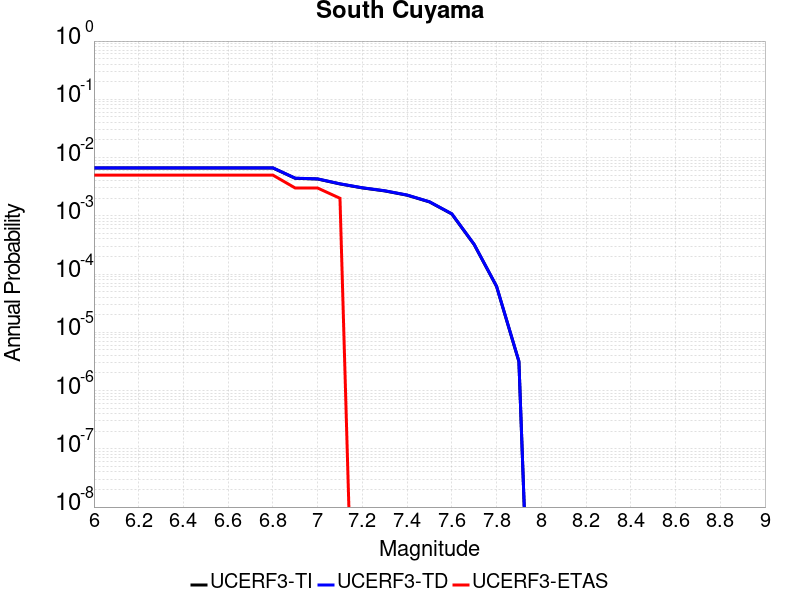 South Cuyama
10^0
10^-1
10^-2
10^-3
10^-4
10^-5
10^-6
10^-7
10^-8
Annual Probability
6 6.2 6.4 6.6 6.8 7 7.2 7.4 7.6 7.8 8 8.2 8.4 8.6 8.8 9
Magnitude
UCERF3-TI UCERF3-TD UCERF3-ETAS